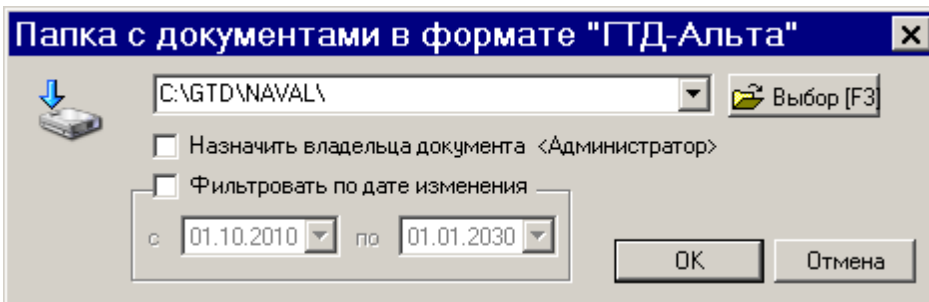 Папка с документами в формате "ГТД-Альта"
C:\GTD\NAVAL\
Выбор [F3]
Назначить владельца документа <Администратор>
Фильтровать по дате изменения
с 01.10.2010 по 01.01.2030
OK
Отмена